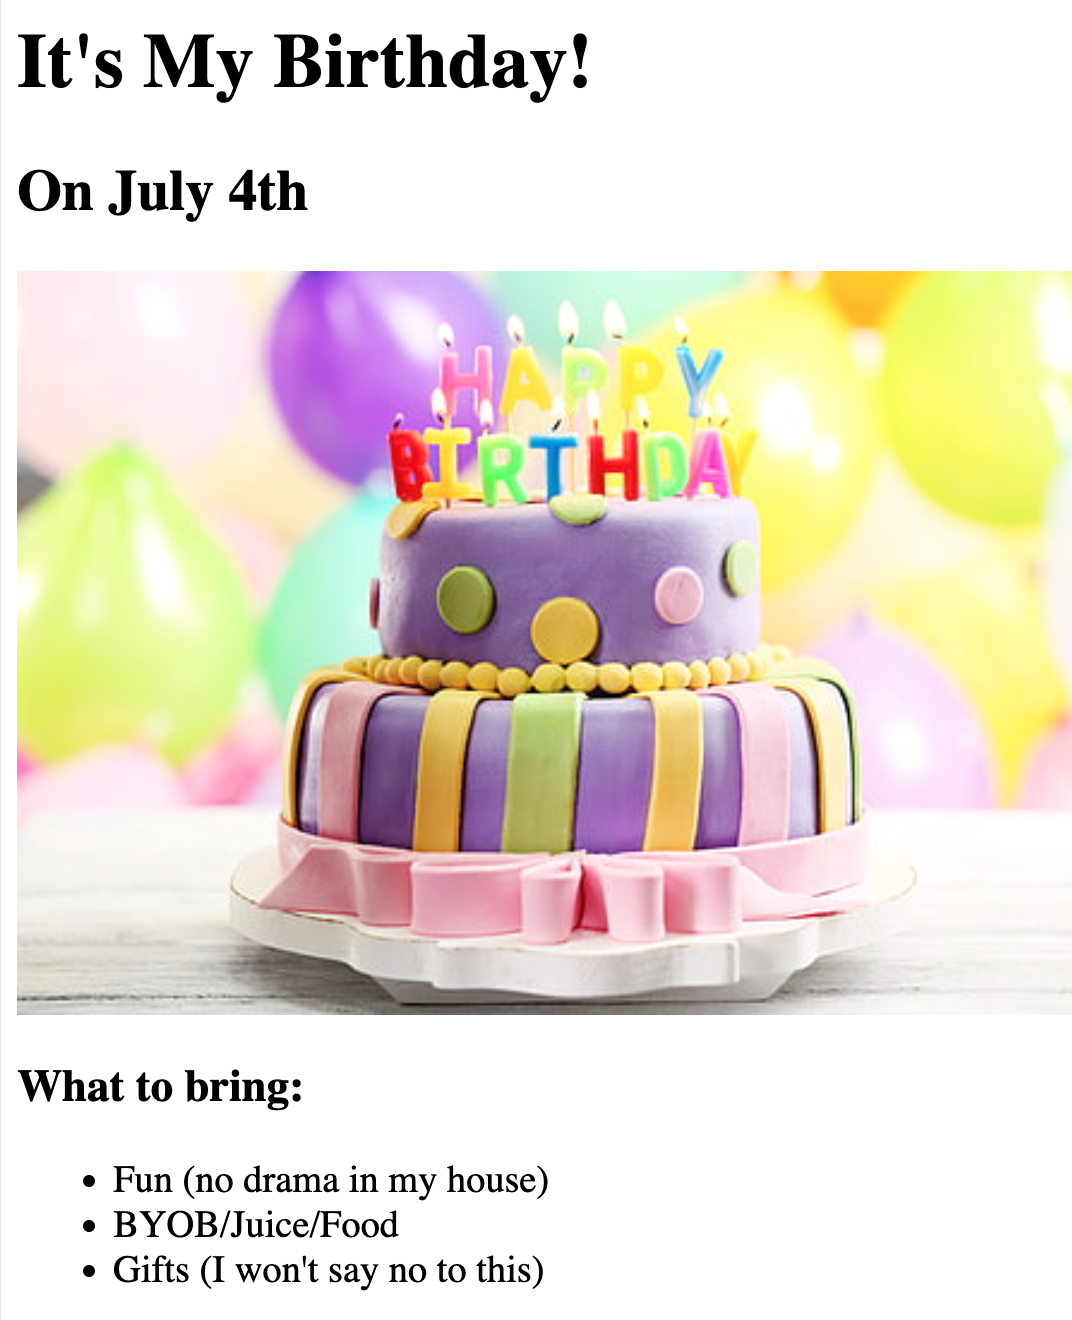 It's My Birthday!
On July 4th
HAPPY
BIRTHDAY
What to bring:
• Fun (no drama in my house)
• BYOB/Juice/Food
• Gifts (I won't say no to this)